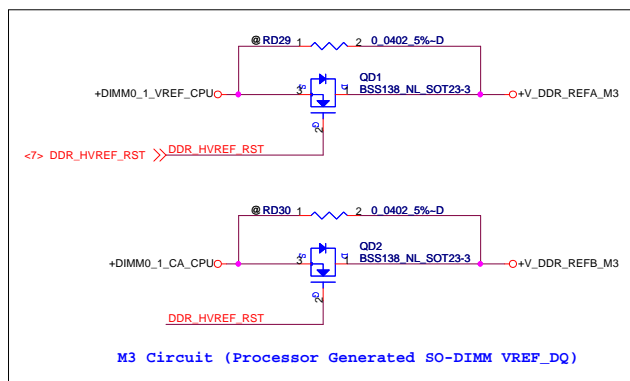 @RD29 1 2 0_0402_5%~D
QD1
+DIMM0_1_VREF_CPU 3 S D 1 BSS138_NL_SOT23-3 +V_DDR_REFA_M3
G
2
<7> DDR_HVREF_RST DDR_HVREF_RST
@RD30 1 2 0_0402_5%~D
QD2
+DIMM0_1_CA_CPU 3 S D 1 BSS138_NL_SOT23-3 +V_DDR_REFB_M3
G
2
DDR_HVREF_RST
M3 Circuit (Processor Generated SO-DIMM VREF_DQ)